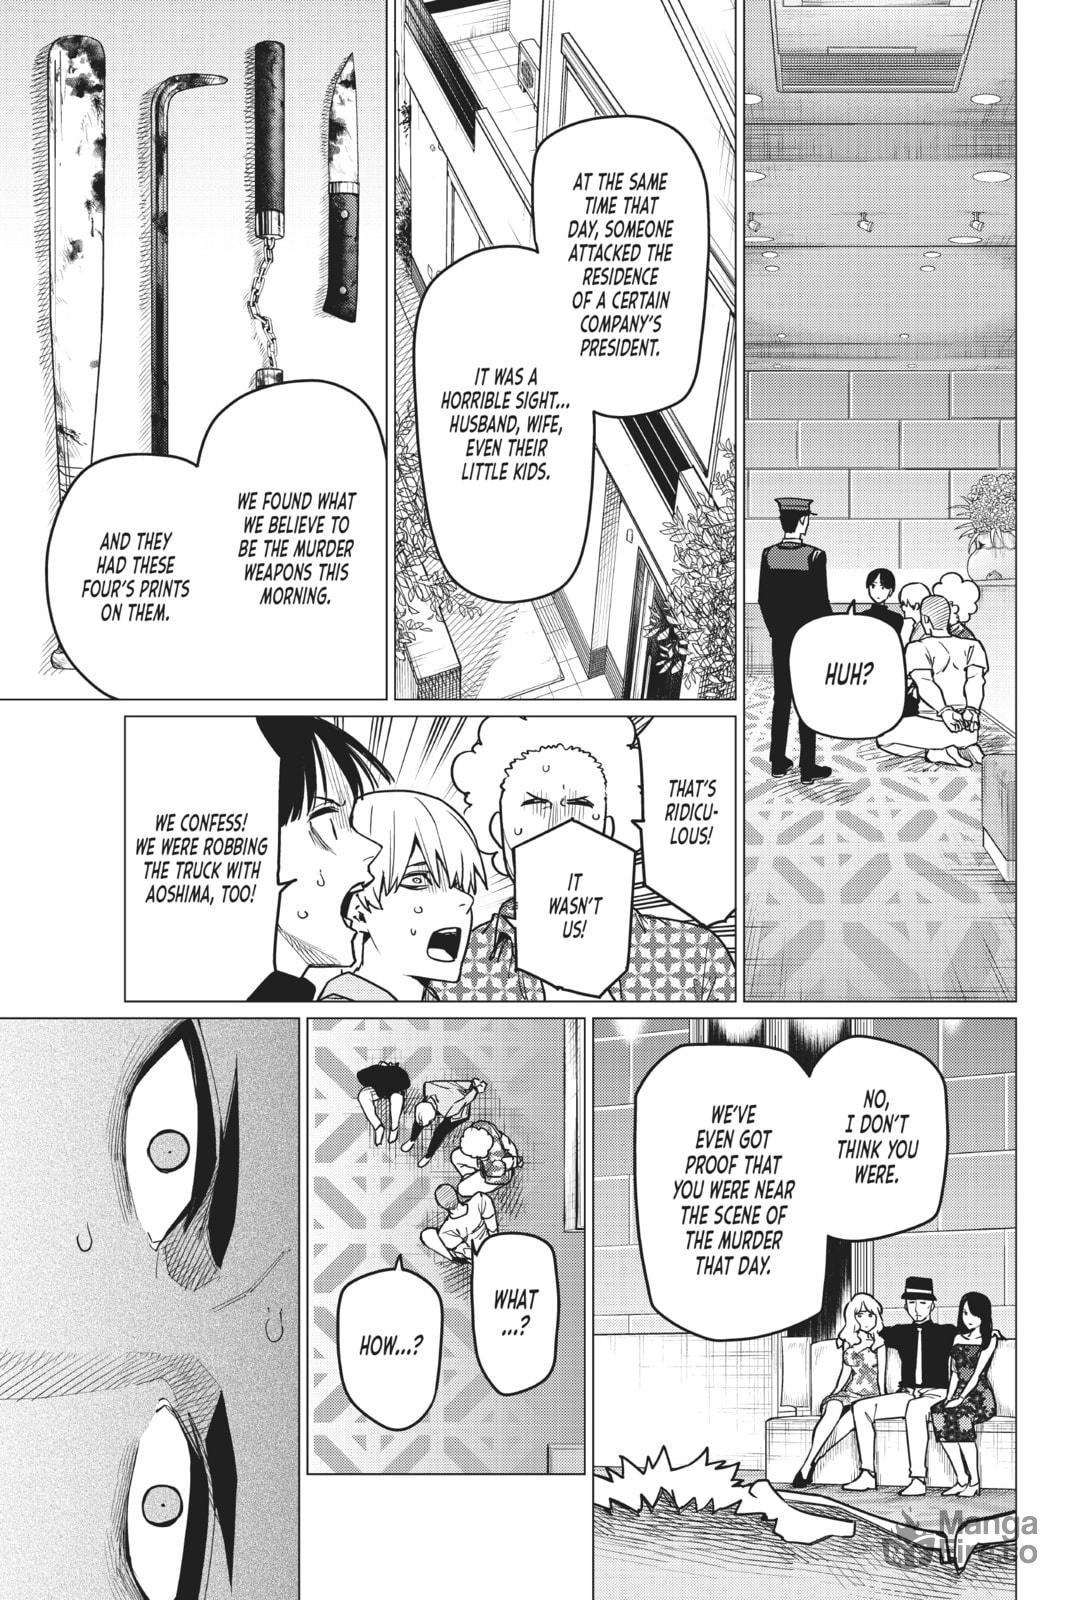 HUH?
AT THE SAME
TIME THAT
DAY, SOMEONE
ATTACKED THE
RESIDENCE
OF A CERTAIN
COMPANY'S
PRESIDENT.
IT WAS A
HORRIBLE SIGHT...
HUSBAND, WIFE,
EVEN THEIR
LITTLE KIDS.
WE FOUND WHAT
WE BELIEVE TO
BE THE MURDER
WEAPONS THIS
MORNING.
AND THEY
HAD THESE
FOUR'S PRINTS
ON THEM.
THAT'S
RIDICU-
LOUS!
IT
WASN'T
US!
WE CONFESS!
WE WERE ROBBING
THE TRUCK WITH
AOSHIMA, TOO!
NO,
I DON'T
THINK YOU
WERE.
WE'VE
EVEN GOT
PROOF THAT
YOU WERE NEAR
THE SCENE OF
THE MURDER
THAT DAY.
WHAT
...?
HOW...?
Manga
Fire.to